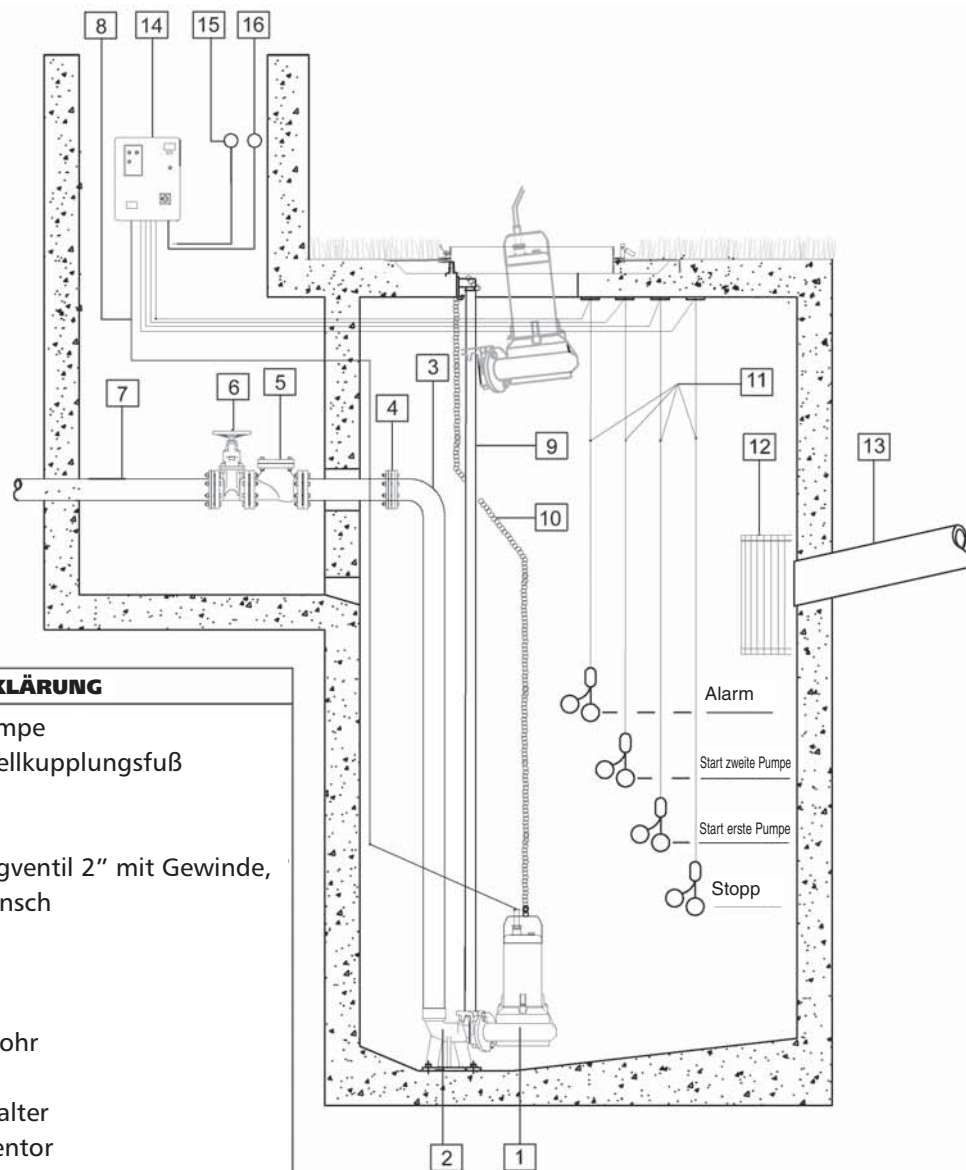 8 14 15 16
3
7 6 5 4
11
9
12 13
10
KLÄRUNG
mpe
ellkupplungsfuß
gventil 2” mit Gewinde,
nsch
ohr
alter
entor
Alarm
Start zweite Pumpe
Start erste Pumpe
Stopp
2 1